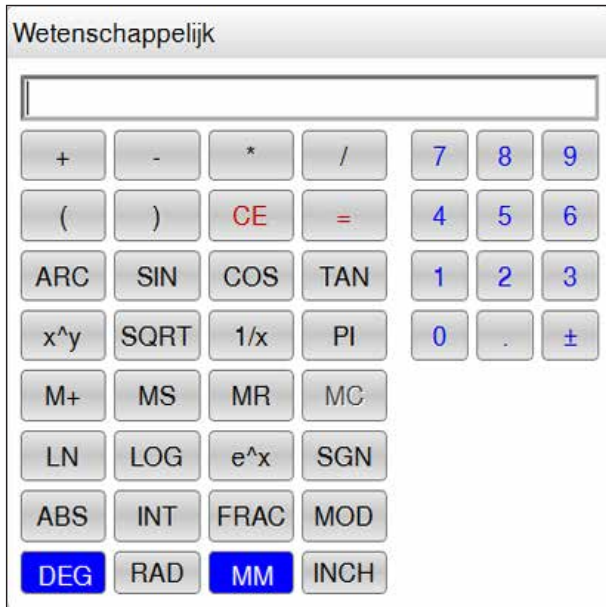 Wetenschappelijk
+ - * / 7 8 9
( ) CE = 4 5 6
ARC SIN COS TAN 1 2 3
x^y SQRT 1/x PI 0 . ±
M+ MS MR MC
LN LOG e^x SGN
ABS INT FRAC MOD
DEG RAD MM INCH